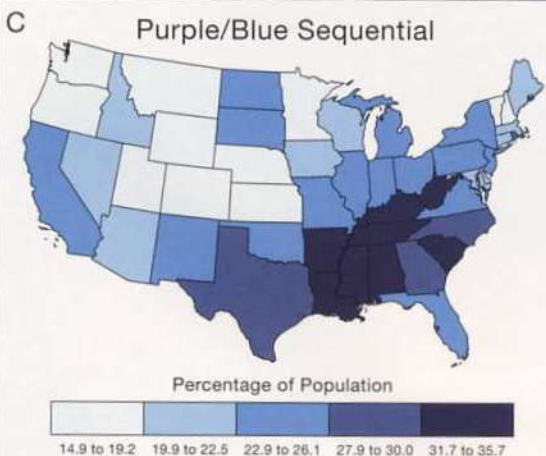 C
Purple/Blue Sequential
Percentage of Population
14.9 to 19.2 19.9 to 22.5 22.9 to 26.1 27.9 to 30.0 31.7 to 35.7